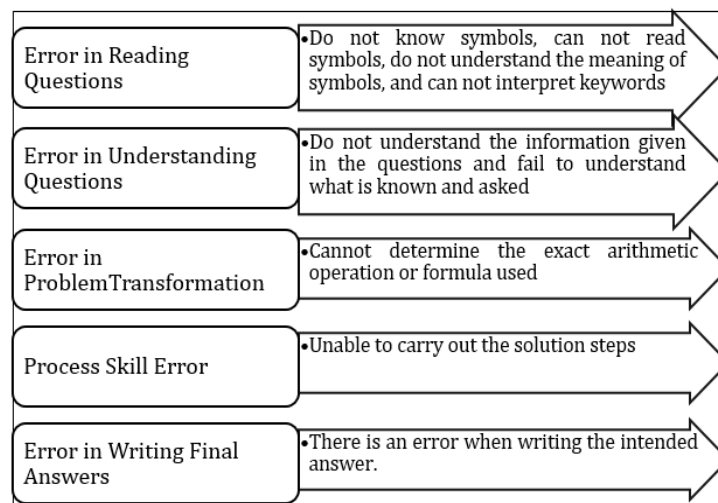 Error in Reading
Questions
•Do not know symbols, can not read
symbols, do not understand the meaning of
symbols, and can not interpret keywords
Error in Understanding
Questions
•Do not understand the information given
in the questions and fail to understand
what is known and asked
Error in
ProblemTransformation
•Cannot determine the exact arithmetic
operation or formula used
Process Skill Error
•Unable to carry out the solution steps
Error in Writing Final
Answers
•There is an error when writing the intended
answer.